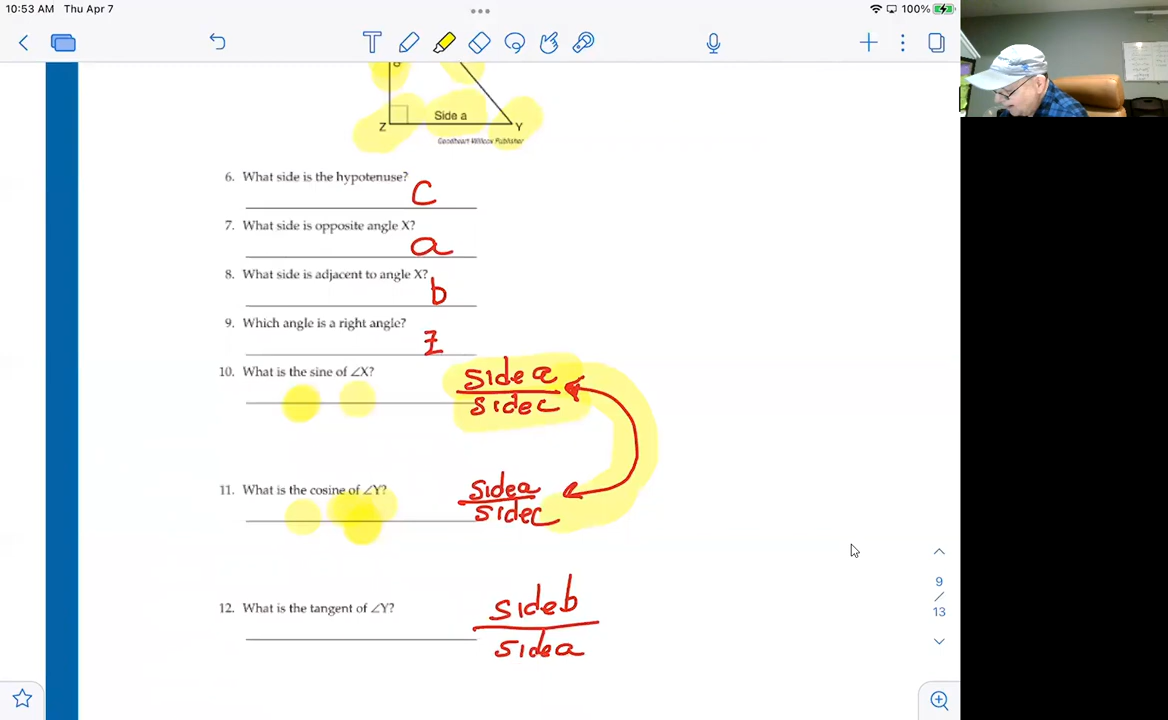 10:53 AM Thu Apr 7
100%
Z
Side a
Y
Goodheart-Willcox Publisher
6. What side is the hypotenuse?
C
7. What side is opposite angle X?
a
8. What side is adjacent to angle X?
b
9. Which angle is a right angle?
Z
10. What is the sine of ∠X?
side a
side c
11. What is the cosine of ∠Y?
side a
side c
12. What is the tangent of ∠Y?
side b
side a
9
/
13